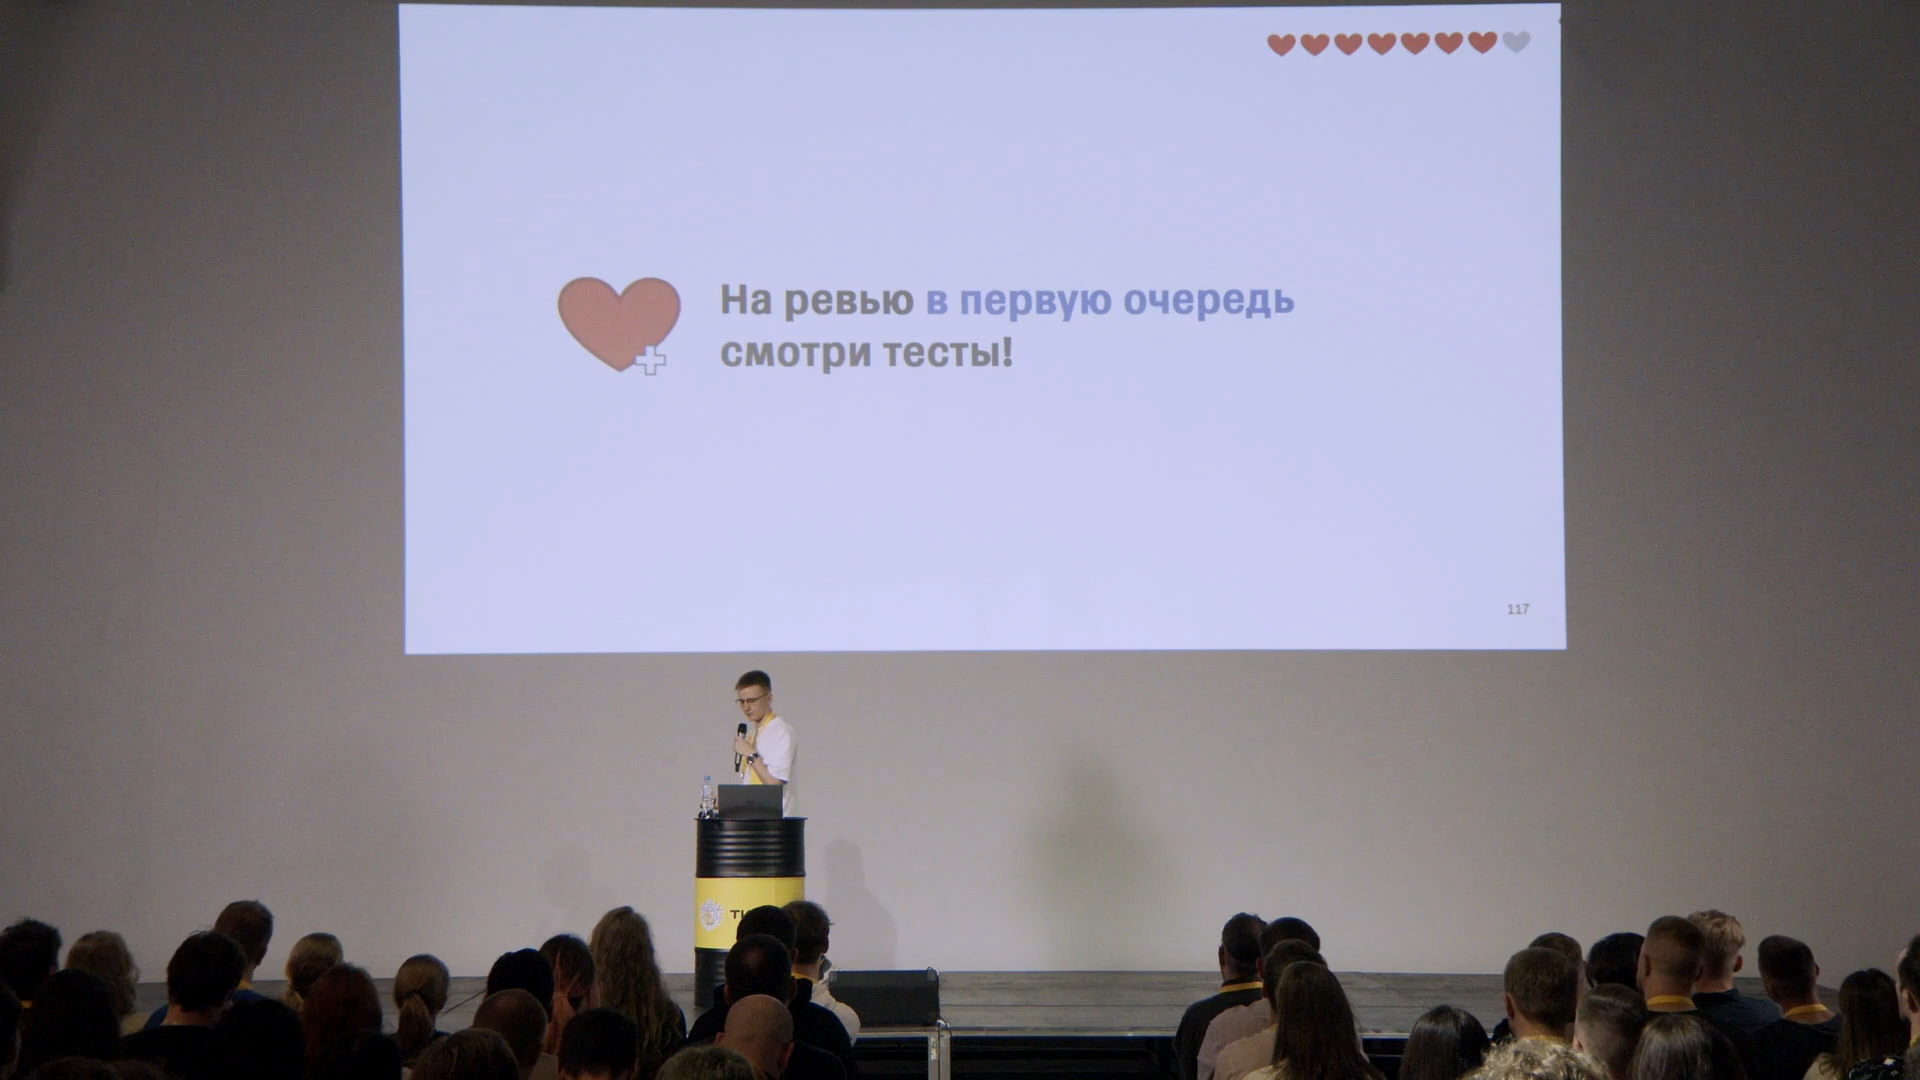 На ревью в первую очередь
смотри тесты!
117